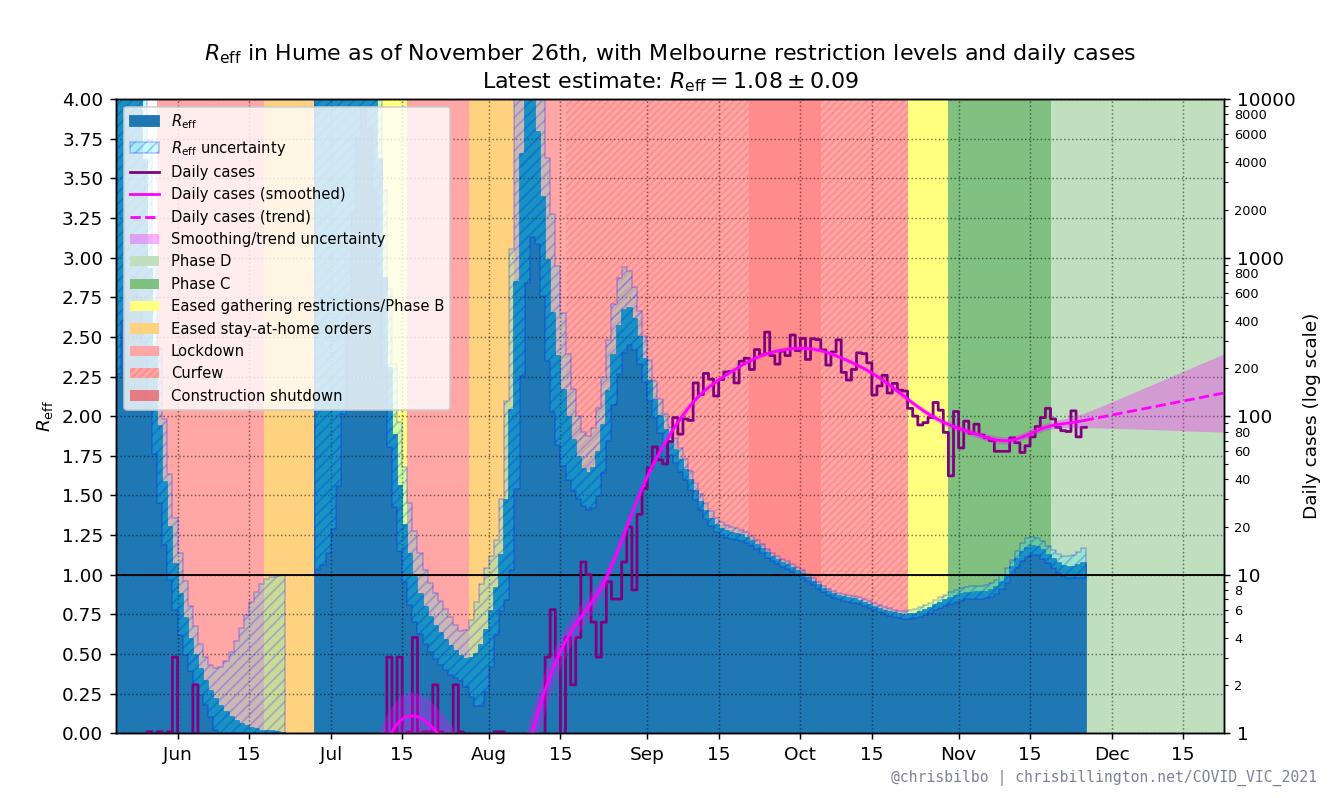 Reff in Hume as of November 26th, with Melbourne restriction levels and daily cases
Latest estimate: Reff = 1.08 ± 0.09
Reff
Reff uncertainty
Daily cases
Daily cases (smoothed)
Daily cases (trend)
Smoothing/trend uncertainty
Phase D
Phase C
Eased gathering restrictions/Phase B
Eased stay-at-home orders
Lockdown
Curfew
Construction shutdown
Reff
4.00
3.75
3.50
3.25
3.00
2.75
2.50
2.25
2.00
1.75
1.50
1.25
1.00
0.75
0.50
0.25
0.00
Jun 15 Jul 15 Aug 15 Sep 15 Oct 15 Nov 15 Dec 15
10000
8000
6000
4000
2000
1000
800
600
400
200
100
80
60
40
20
10
8
6
4
2
1
Daily cases (log scale)
@chrisbilbo | chrisbillington.net/COVID_VIC_2021